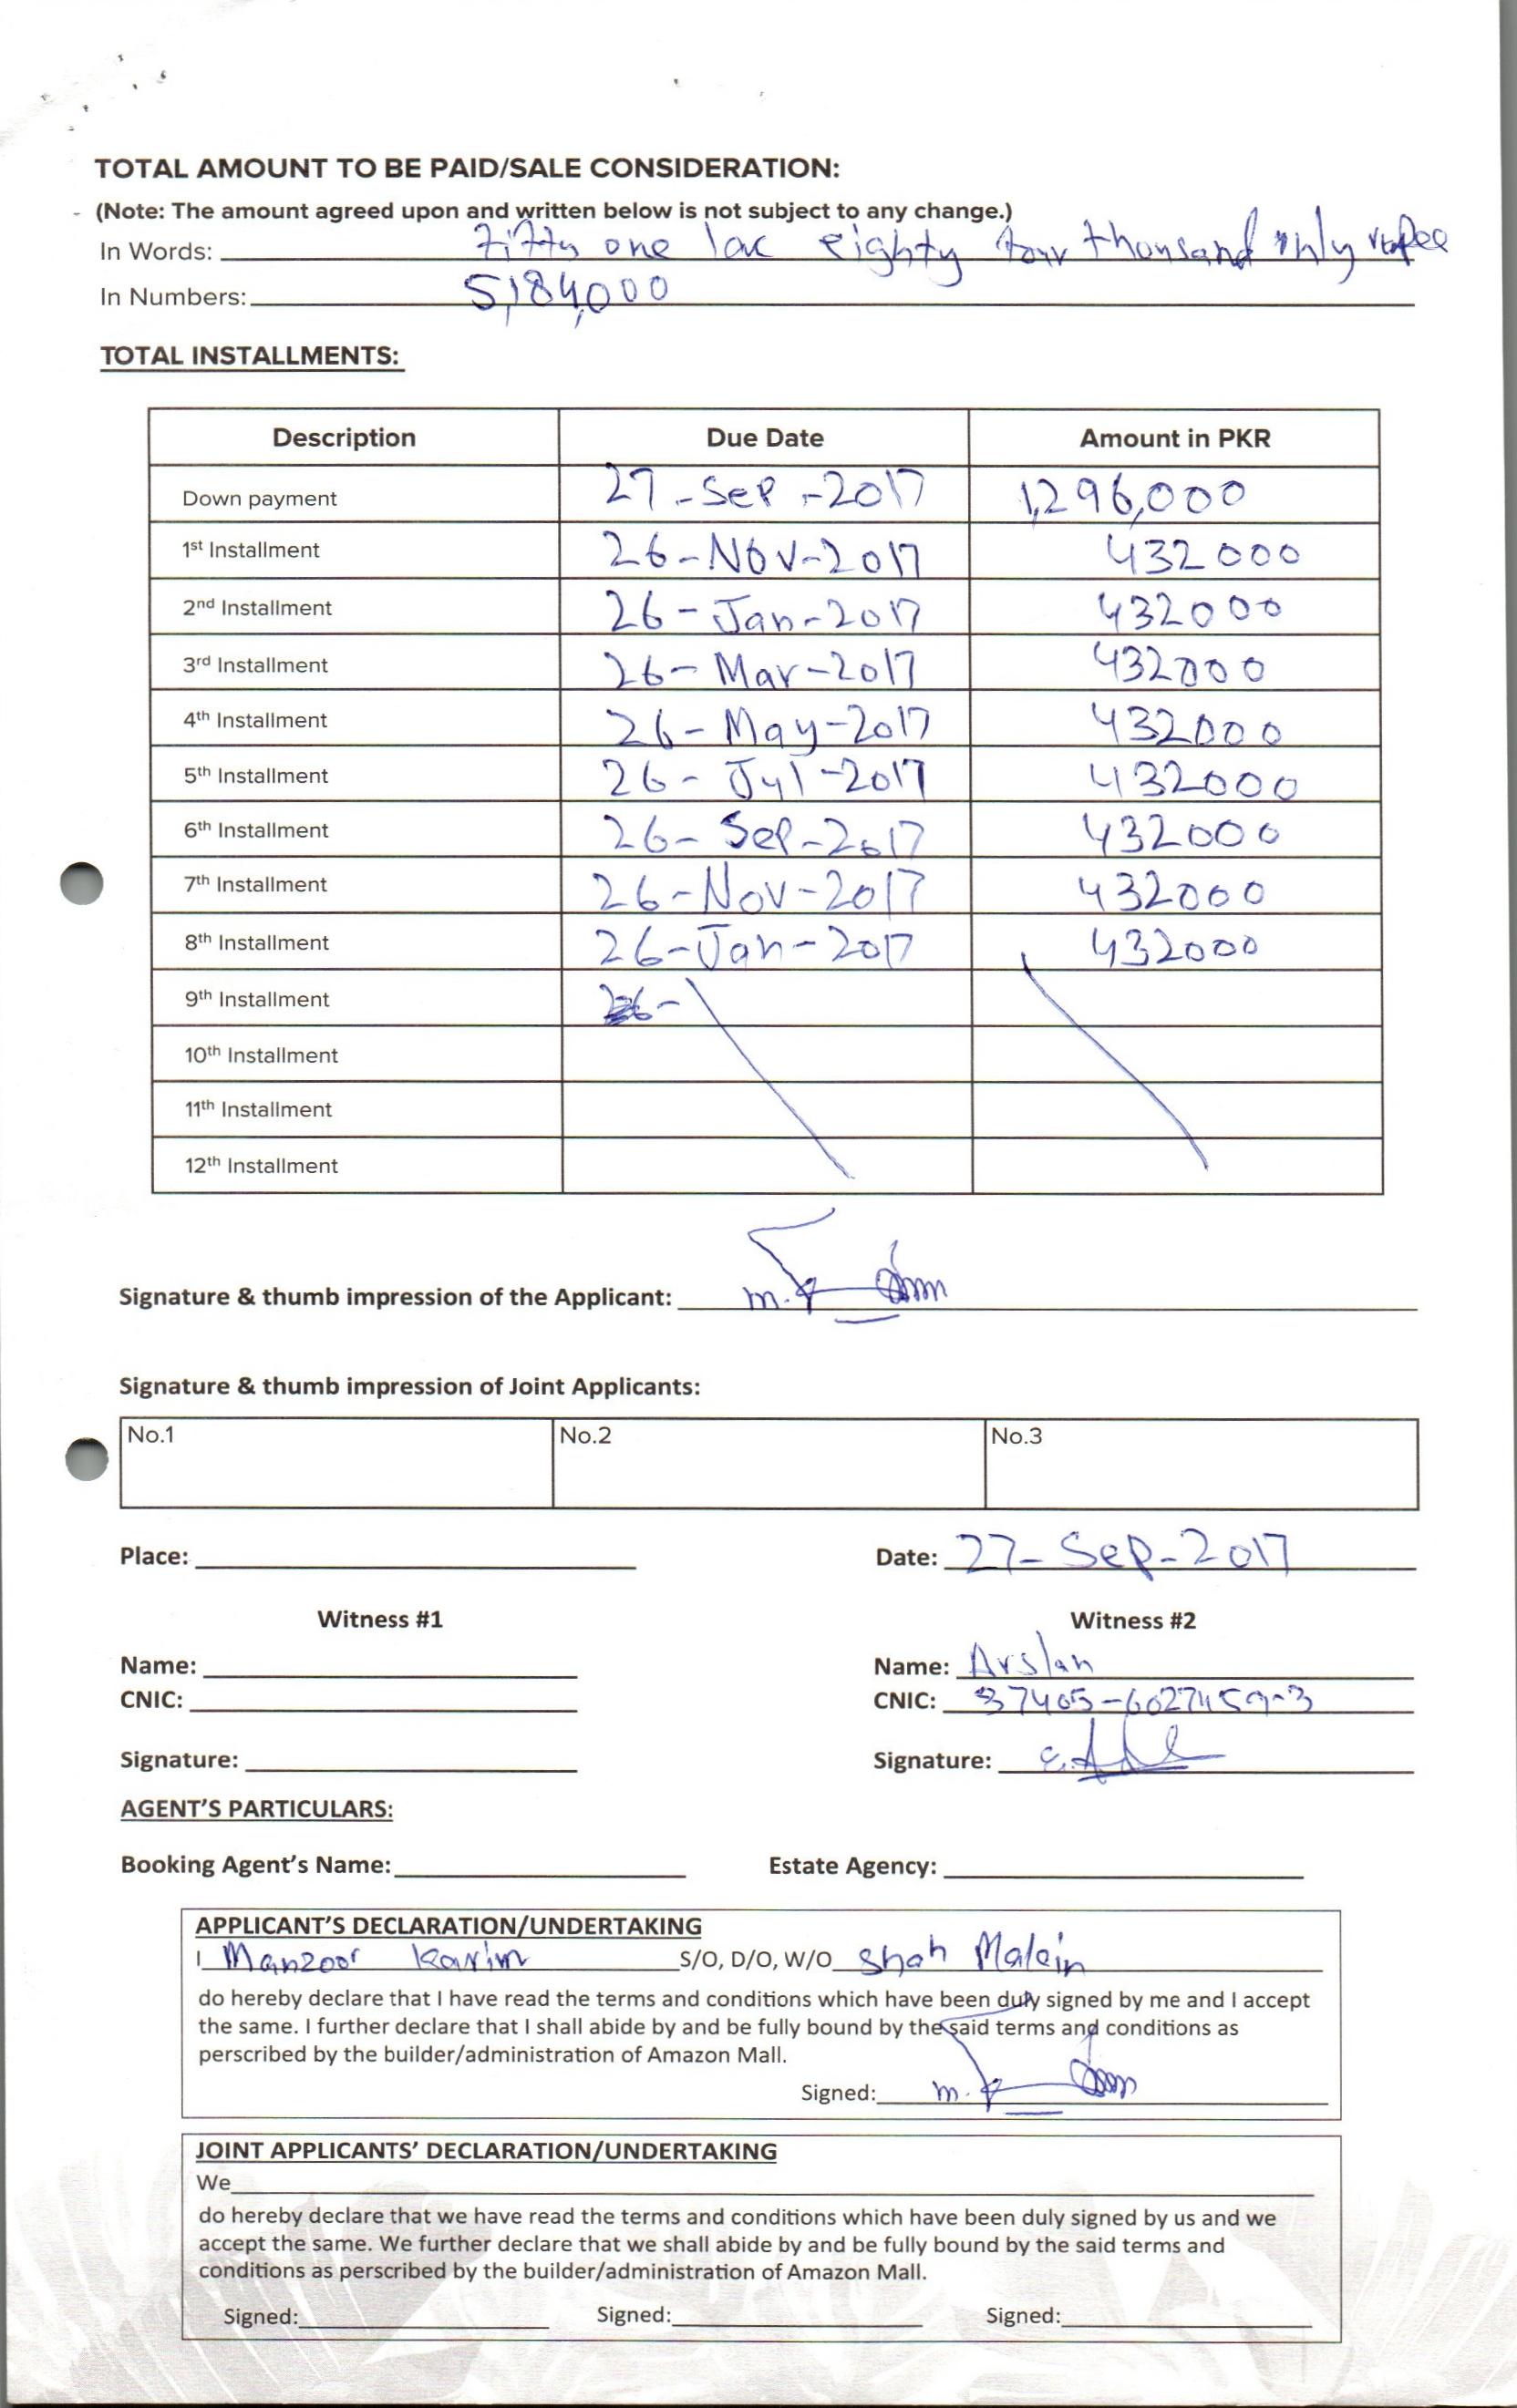 TOTAL AMOUNT TO BE PAID/SALE CONSIDERATION:
(Note: The amount agreed upon and written below is not subject to any change.)
In Words: Fifty one lac eighty four thousand only rupee
In Numbers: 5,184,000
TOTAL INSTALLMENTS:
Description Due Date Amount in PKR
Down payment 27-Sep-2017 1,296,000
1st Installment 26-Nov-2017 432000
2nd Installment 26-Jan-2017 432000
3rd Installment 26-Mar-2017 432000
4th Installment 26-May-2017 432000
5th Installment 26-Jul-2017 432000
6th Installment 26-Sep-2017 432000
7th Installment 26-Nov-2017 432000
8th Installment 26-Jan-2017 432000
9th Installment 26-
10th Installment
11th Installment
12th Installment
Signature & thumb impression of the Applicant:
Signature & thumb impression of Joint Applicants:
No.1 No.2 No.3
Place: Date: 27-Sep-2017
Witness #1 Witness #2
Name: Name: Arslan
CNIC: CNIC: 37405-6027459-3
Signature: Signature:
AGENT'S PARTICULARS:
Booking Agent's Name: Estate Agency:
APPLICANT'S DECLARATION/UNDERTAKING
I Manzoor Karim S/O, D/O, W/O Shah Malein
do hereby declare that I have read the terms and conditions which have been duly signed by me and I accept
the same. I further declare that I shall abide by and be fully bound by the said terms and conditions as
perscribed by the builder/administration of Amazon Mall.
Signed:
JOINT APPLICANTS' DECLARATION/UNDERTAKING
We
do hereby declare that we have read the terms and conditions which have been duly signed by us and we
accept the same. We further declare that we shall abide by and be fully bound by the said terms and
conditions as perscribed by the builder/administration of Amazon Mall.
Signed: Signed: Signed: